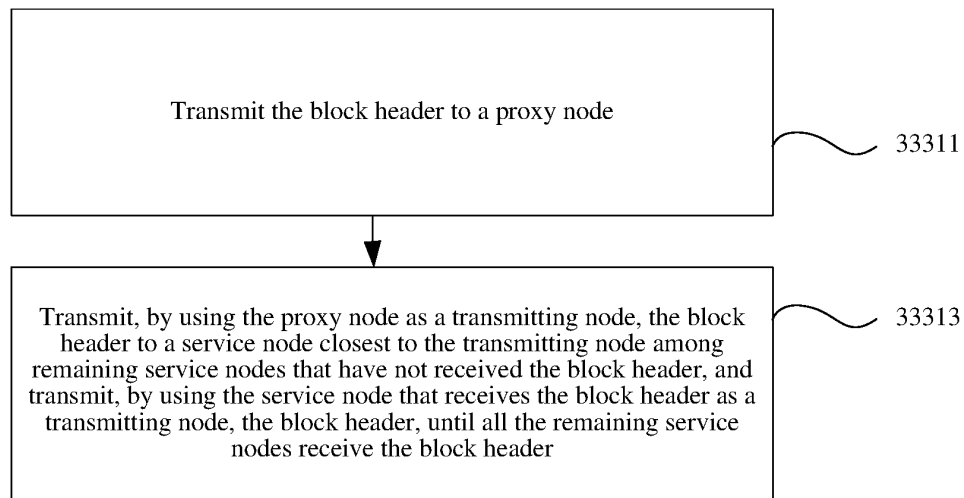 Transmit the block header to a proxy node
33311
Transmit, by using the proxy node as a transmitting node, the block
header to a service node closest to the transmitting node among
remaining service nodes that have not received the block header, and
transmit, by using the service node that receives the block header as a
transmitting node, the block header, until all the remaining service
nodes receive the block header
33313